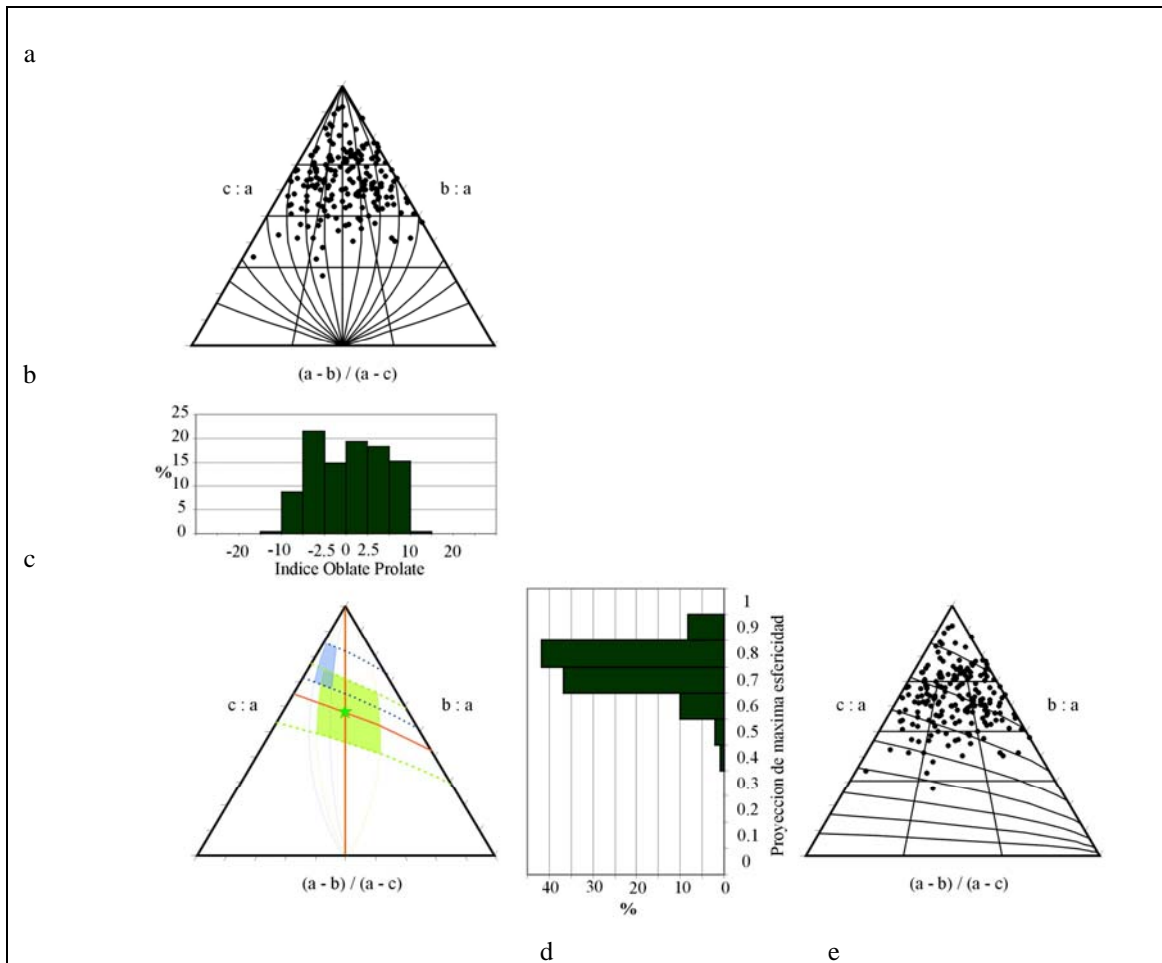 a
c : a
b : a
(a - b) / (a - c)
b
25
20
15
%
10
5
0
-20
-10
-2.5
0
2.5
10
20
Indice Oblate Prolate
c
c : a
b : a
(a - b) / (a - c)
1
0.9
0.8
0.7
0.6
0.5
0.4
0.3
0.2
0.1
0
Proyeccion de maxima esfericidad
40
30
20
10
0
%
c : a
b : a
(a - b) / (a - c)
d
e